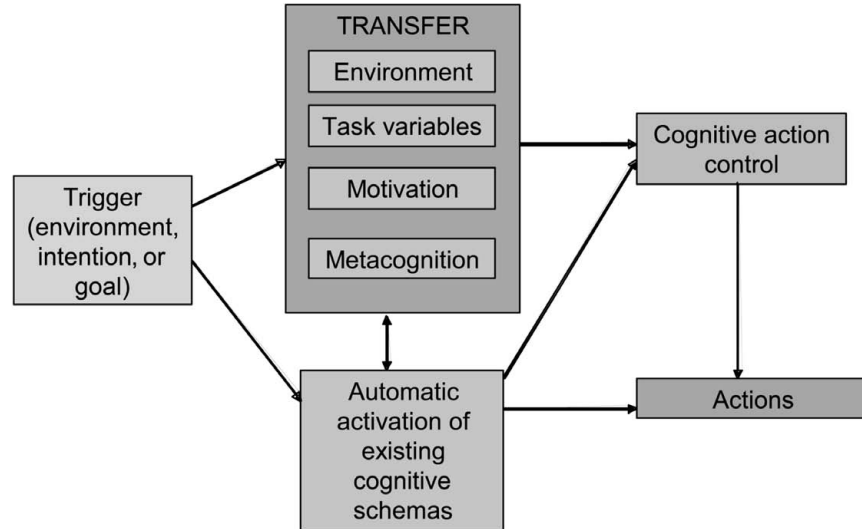 TRANSFER
Environment
Task variables
Motivation
Metacognition
Trigger
(environment,
intention, or
goal)
Cognitive action
control
Automatic
activation of
existing
cognitive
schemas
Actions